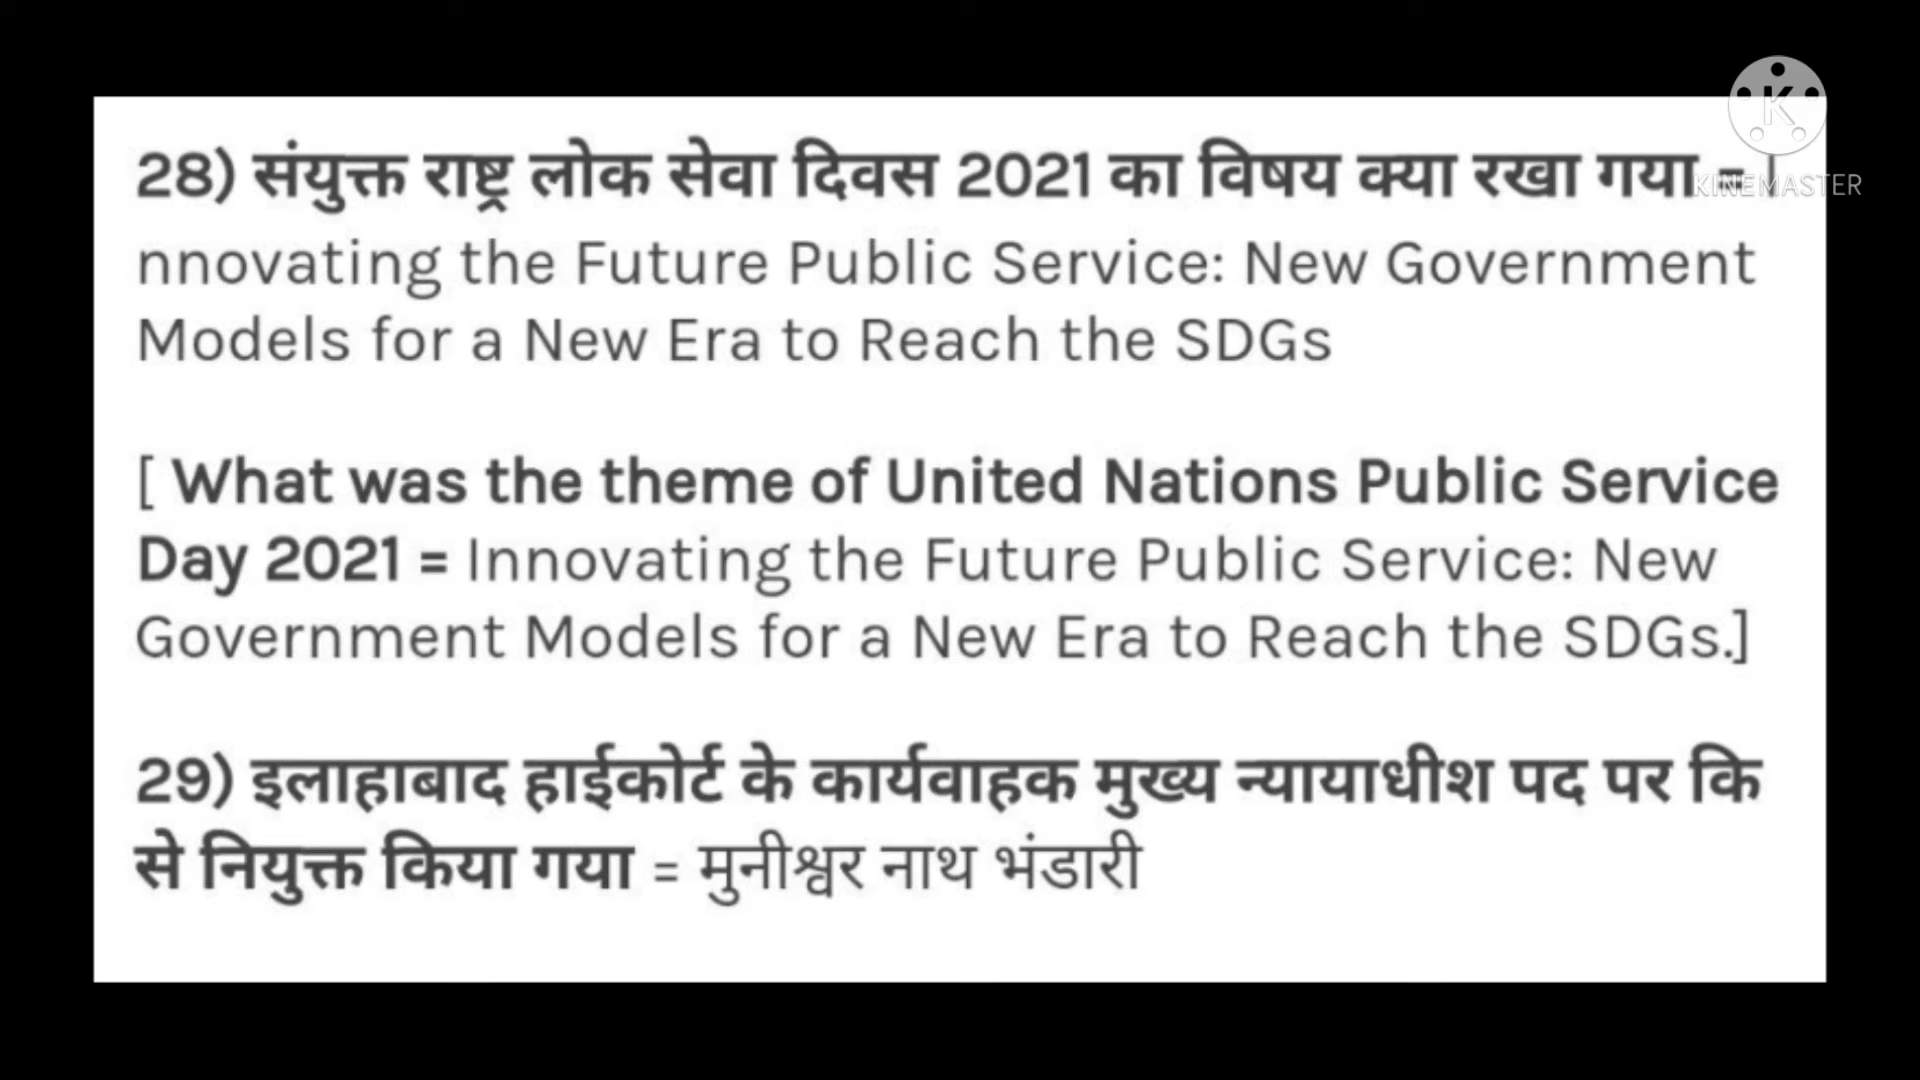 28) संयुक्त राष्ट्र लोक सेवा दिवस 2021 का विषय क्या रखा गया = I
nnovating the Future Public Service: New Government
Models for a New Era to Reach the SDGs
[ What was the theme of United Nations Public Service
Day 2021 = Innovating the Future Public Service: New
Government Models for a New Era to Reach the SDGs.]
29) इलाहाबाद हाईकोर्ट के कार्यवाहक मुख्य न्यायाधीश पद पर कि
से नियुक्त किया गया = मुनीश्वर नाथ भंडारी
K
KINEMASTER